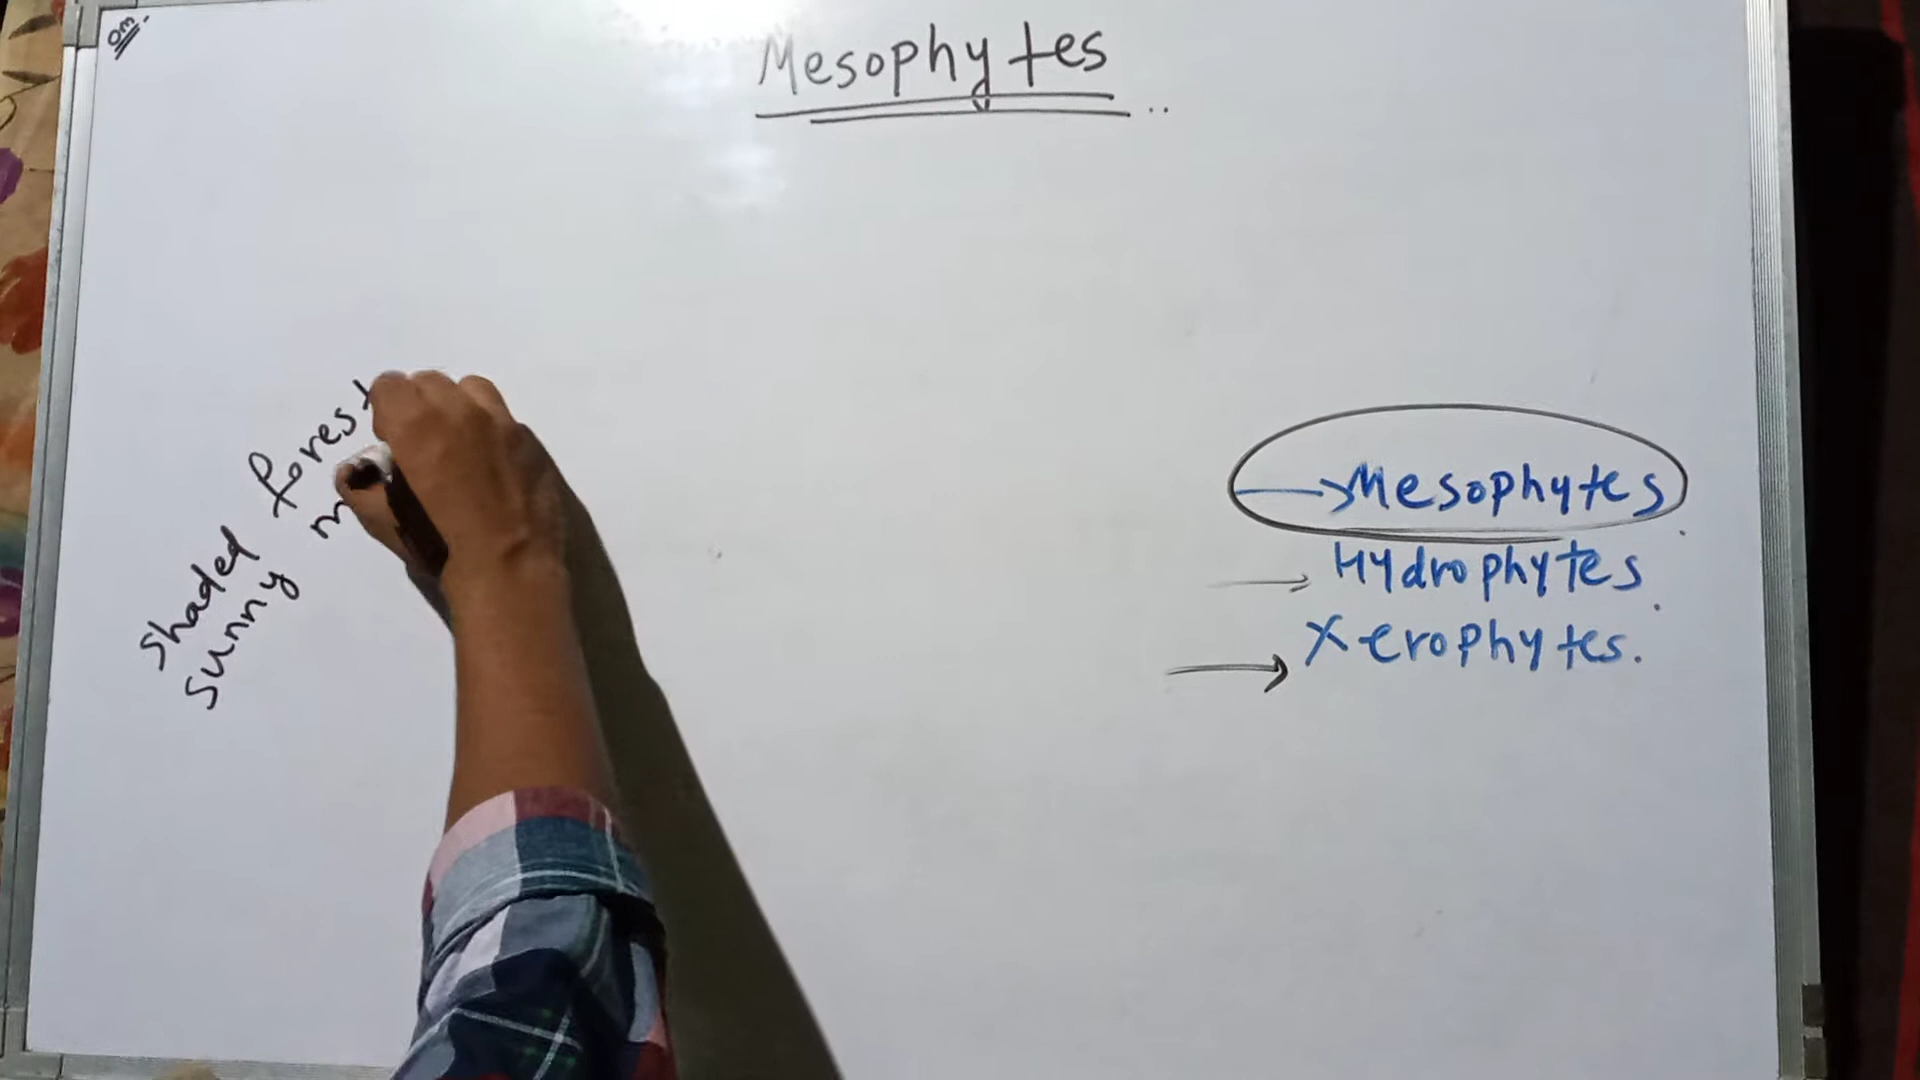 om.
Mesophytes
Shaded forest
Sunny m
Mesophytes
Hydrophytes
Xerophytes.